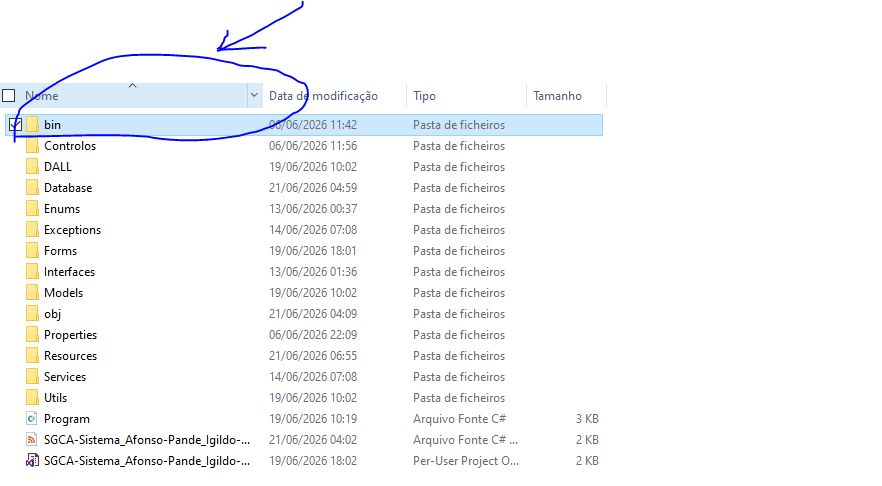 Nome Data de modificação Tipo Tamanho
bin 06/06/2026 11:42 Pasta de ficheiros
Controlos 06/06/2026 11:56 Pasta de ficheiros
DALL 19/06/2026 10:02 Pasta de ficheiros
Database 21/06/2026 04:59 Pasta de ficheiros
Enums 13/06/2026 00:37 Pasta de ficheiros
Exceptions 14/06/2026 07:08 Pasta de ficheiros
Forms 19/06/2026 18:01 Pasta de ficheiros
Interfaces 13/06/2026 01:36 Pasta de ficheiros
Models 19/06/2026 10:02 Pasta de ficheiros
obj 21/06/2026 04:09 Pasta de ficheiros
Properties 06/06/2026 22:09 Pasta de ficheiros
Resources 21/06/2026 06:55 Pasta de ficheiros
Services 14/06/2026 07:08 Pasta de ficheiros
Utils 19/06/2026 10:02 Pasta de ficheiros
Program 19/06/2026 10:19 Arquivo Fonte C# 3 KB
SGCA-Sistema_Afonso-Pande_Igildo-... 21/06/2026 04:02 Arquivo Fonte C# ... 2 KB
SGCA-Sistema_Afonso-Pande_Igildo-... 19/06/2026 18:02 Per-User Project O... 2 KB